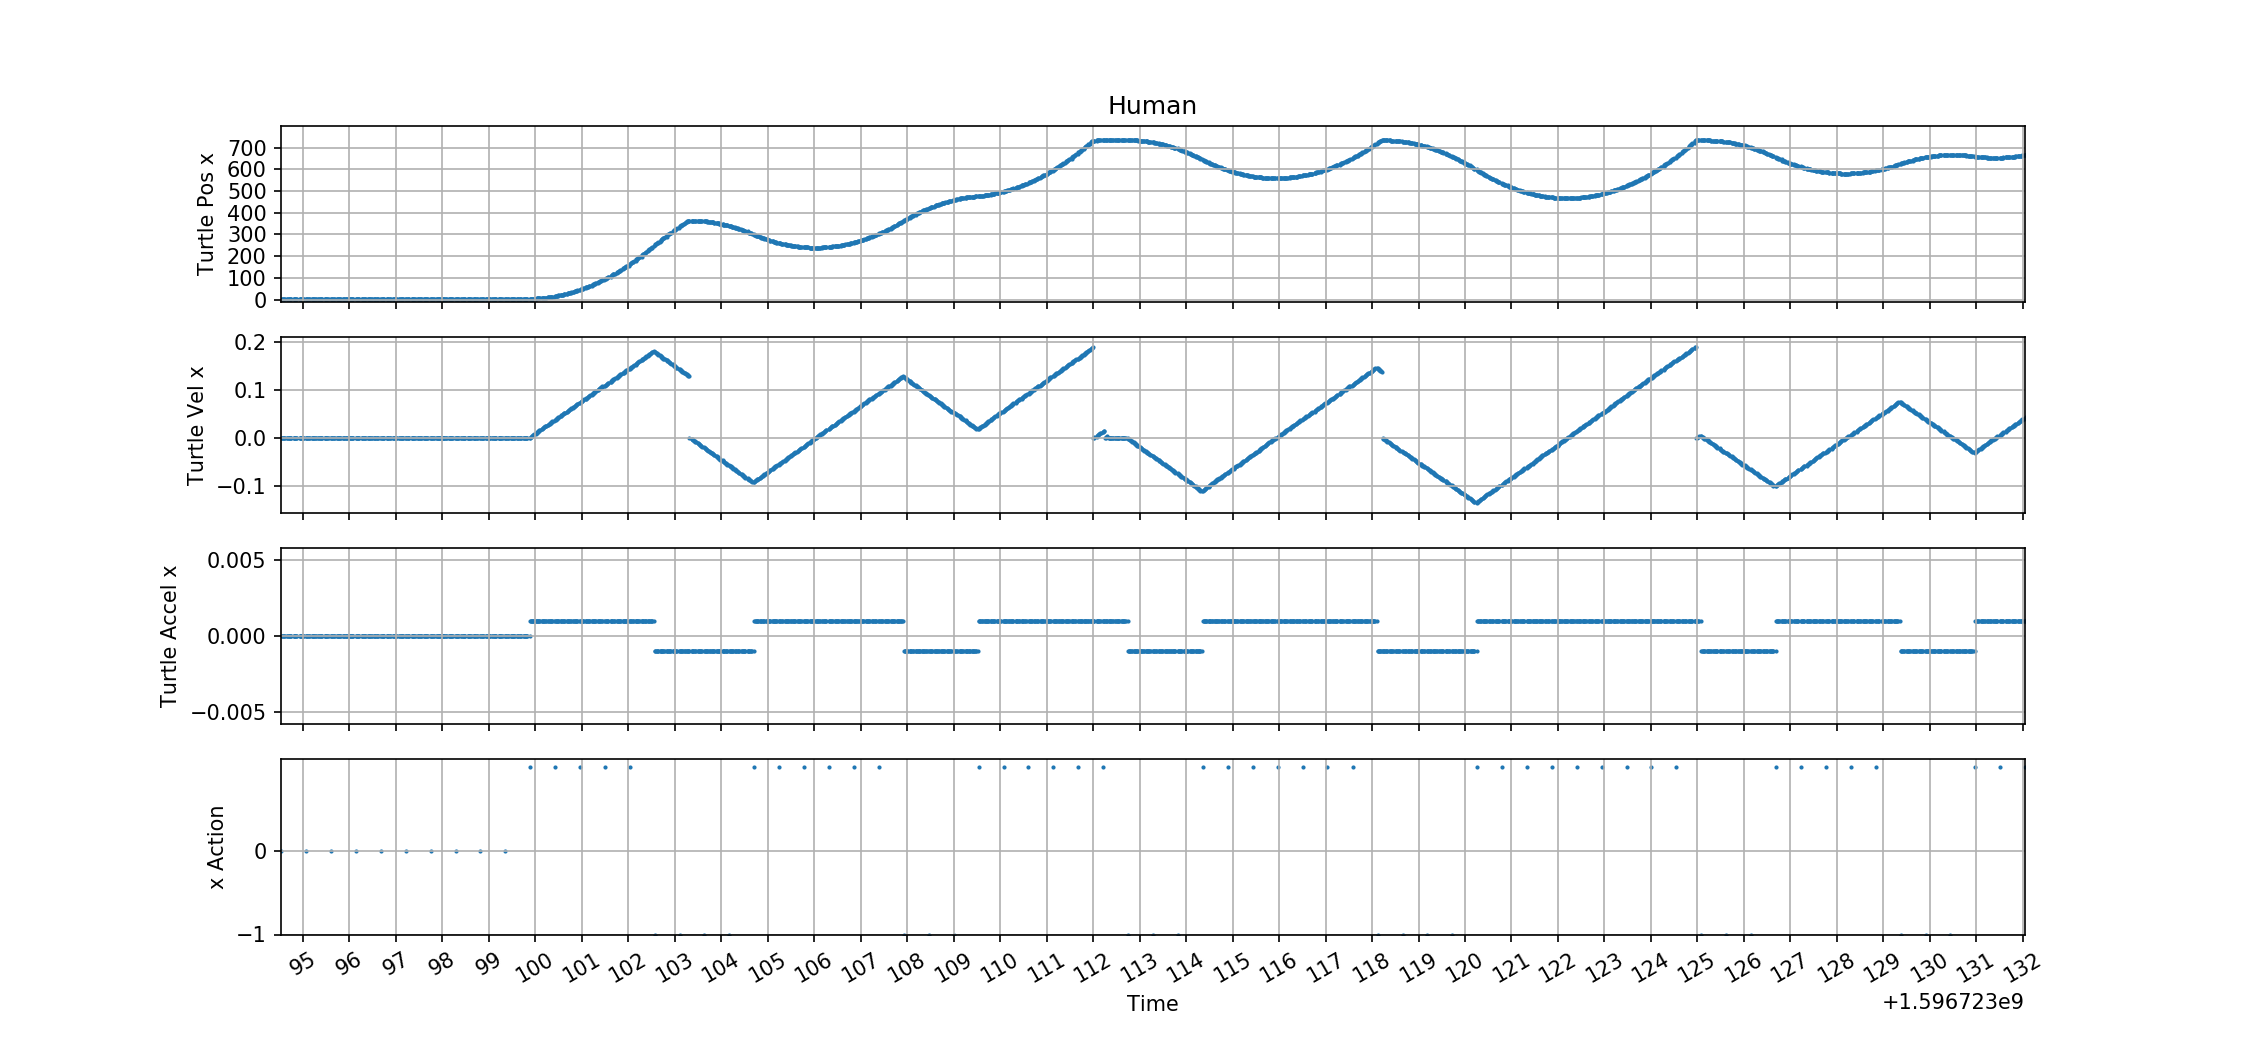 Human
Turtle Pos x
700
600
500
400
300
200
100
0
Turtle Vel x
0.2
0.1
0.0
−0.1
Turtle Accel x
0.005
0.000
−0.005
x Action
0
−1
95 96 97 98 99 100 101 102 103 104 105 106 107 108 109 110 111 112 113 114 115 116 117 118 119 120 121 122 123 124 125 126 127 128 129 130 131 132
Time
+1.596723e9